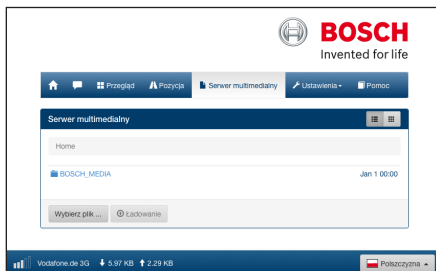 BOSCH
Invented for life
Przegląd Pozycja Serwer multimedialny Ustawienia Pomoc
Serwer multimedialny
Home
BOSCH_MEDIA Jan 1 00:00
Wybierz plik ... Ładowanie
Vodafone.de 3G 5.97 KB 2.29 KB Polszczyzna